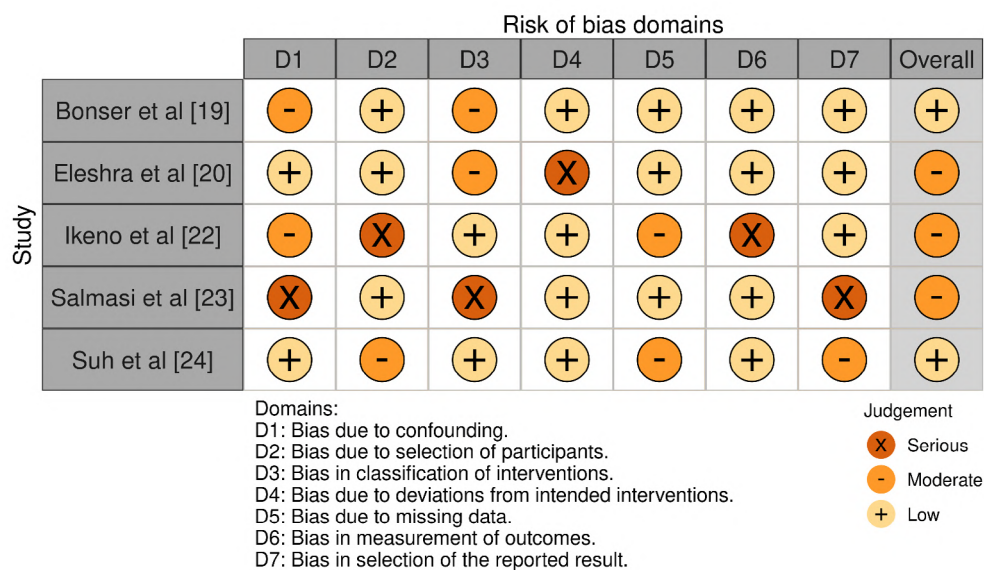 Risk of bias domains
D1 D2 D3 D4 D5 D6 D7 Overall
Study
Bonser et al [19] - + - + + + + +
Eleshra et al [20] + + - X + + + -
Ikeno et al [22] - X + + - X + -
Salmasi et al [23] X + X + + + X -
Suh et al [24] + - + + - + - +
Domains:
D1: Bias due to confounding.
D2: Bias due to selection of participants.
D3: Bias in classification of interventions.
D4: Bias due to deviations from intended interventions.
D5: Bias due to missing data.
D6: Bias in measurement of outcomes.
D7: Bias in selection of the reported result.
Judgement
X Serious
- Moderate
+ Low